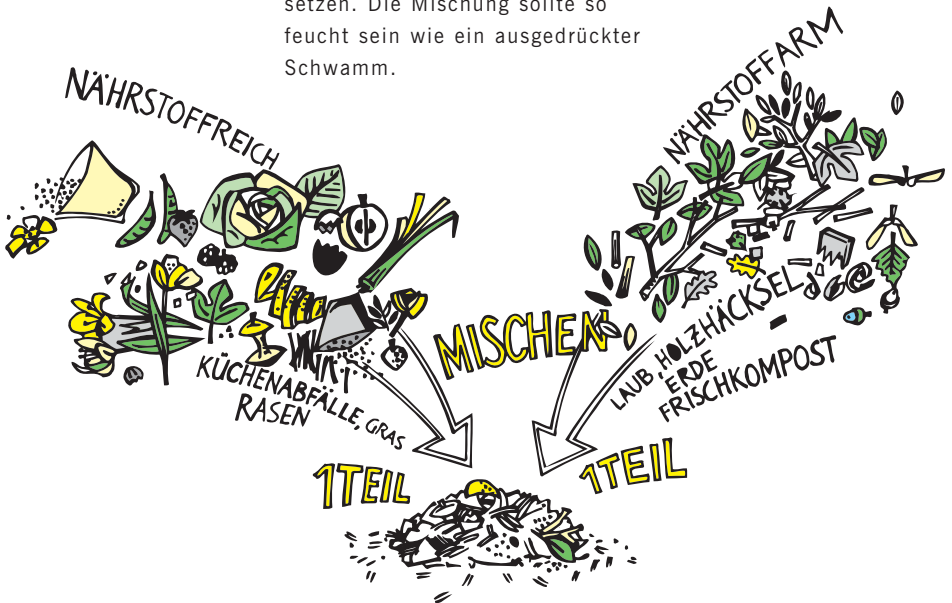 setzen. Die Mischung sollte so
feucht sein wie ein ausgedrückter
Schwamm.
NÄHRSTOFFREICH
NÄHRSTOFFARM
MISCHEN
KÜCHENABFÄLLE, GRAS
RASEN
LAUB HOLZHÄCKSEL
ERDE
FRISCHKOMPOST
1TEIL
1TEIL